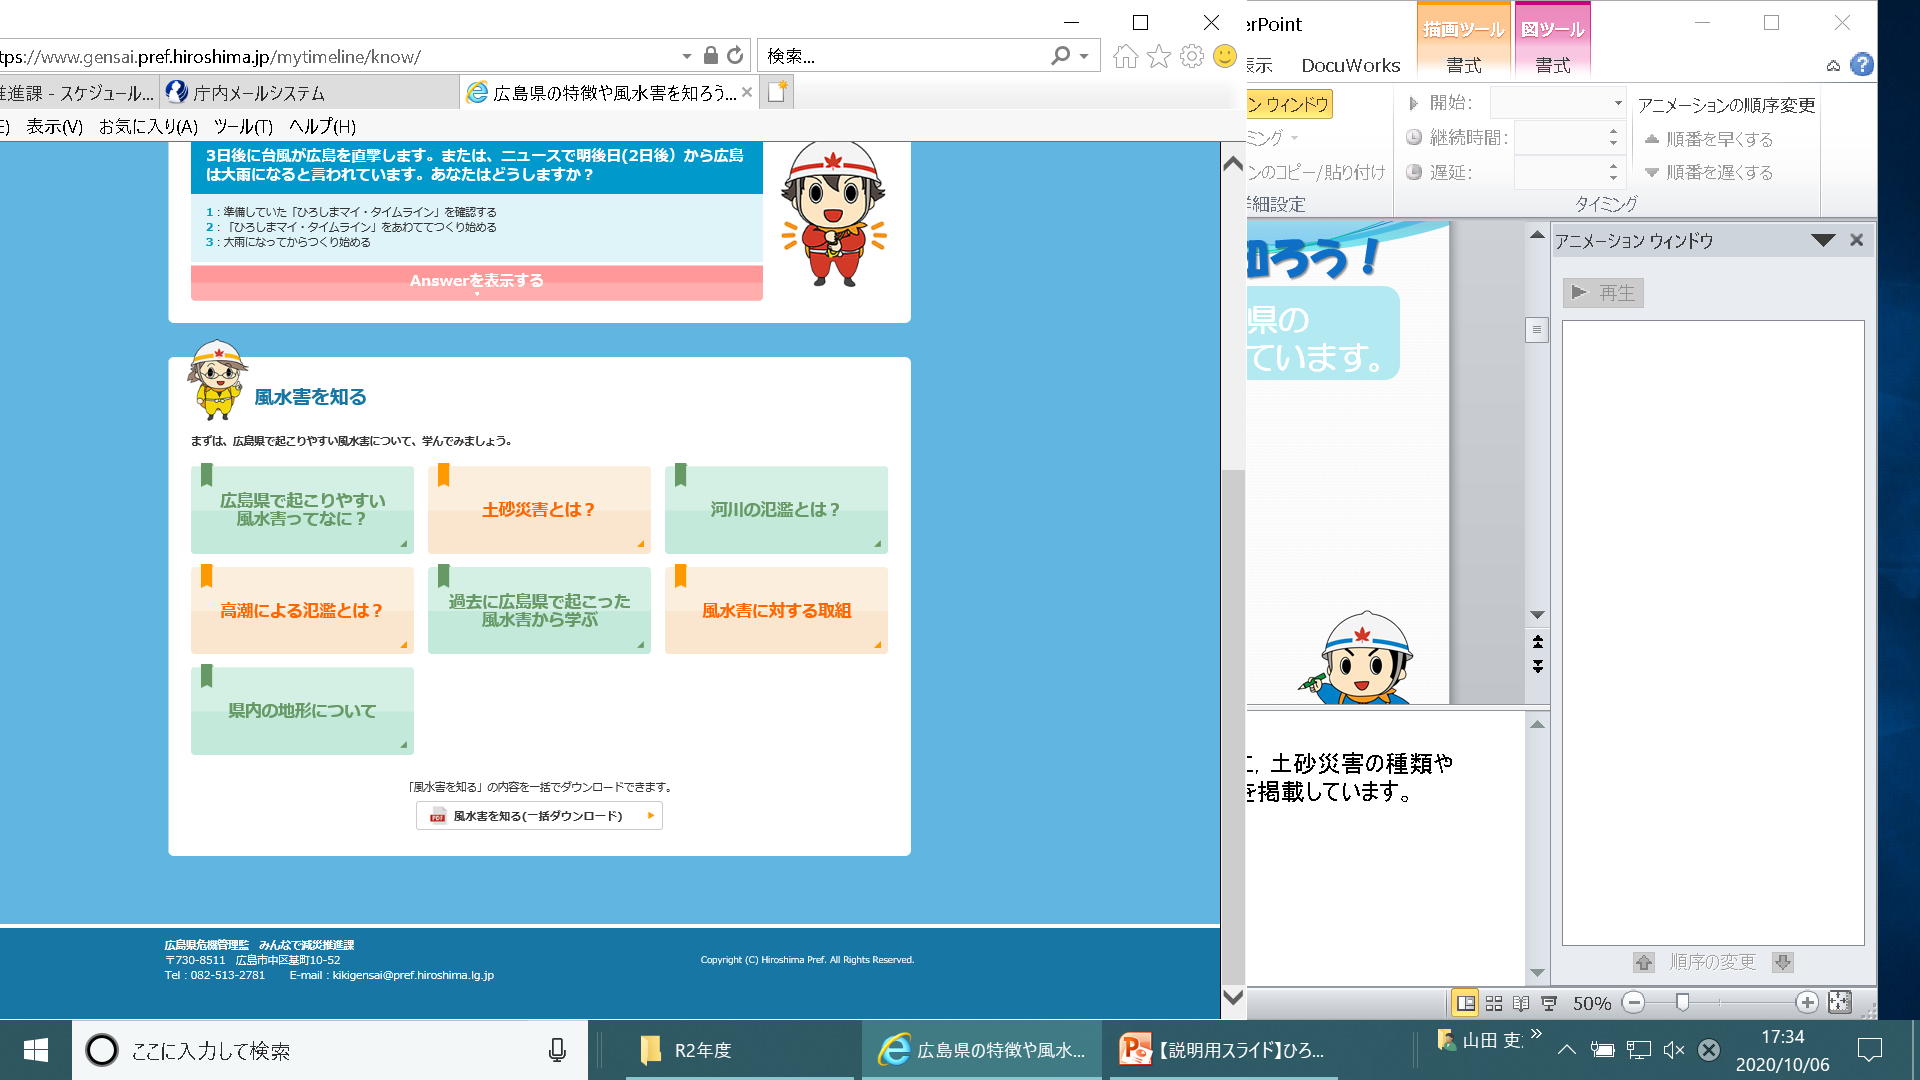 erPoint
描画ツール
図ツール
tps://www.gensai.pref.hiroshima.jp/mytimeline/know/
検索...
表示
DocuWorks
書式
書式
推進課 - スケジュール...
庁内メールシステム
広島県の特徴や風水害を知ろう...
E)
表示(V)
お気に入り(A)
ツール(T)
ヘルプ(H)
ン ウィンドウ
開始:
アニメーションの順序変更
ミング
継続時間:
順番を早くする
ンのコピー/貼り付け
遅延:
順番を遅くする
詳細設定
タイミング
3日後に台風が広島を直撃します。または、ニュースで明後日(2日後）から広島
は大雨になると言われています。あなたはどうしますか？
1：準備していた「ひろしまマイ・タイムライン」を確認する
2：「ひろしまマイ・タイムライン」をあわててつくり始める
3：大雨になってからつくり始める
Answerを表示する
風水害を知る
まずは、広島県で起こりやすい風水害について、学んでみましょう。
広島県で起こりやすい
風水害ってなに？
土砂災害とは？
河川の氾濫とは？
高潮による氾濫とは？
過去に広島県で起こった
風水害から学ぶ
風水害に対する取組
県内の地形について
「風水害を知る」の内容を一括でダウンロードできます。
PDF
風水害を知る(一括ダウンロード)
広島県危機管理監　みんなで減災推進課
〒730-8511　広島市中区基町10-52
Tel：082-513-2781　　E-mail：kikigensai@pref.hiroshima.lg.jp
Copyright (C) Hiroshima Pref. All Rights Reserved.
知ろう！
県の
ています。
アニメーション ウィンドウ
再生
に，土砂災害の種類や
を掲載しています。
順序の変更
50%
ここに入力して検索
R2年度
広島県の特徴や風水...
【説明用スライド】ひろ...
山田
17:34
2020/10/06